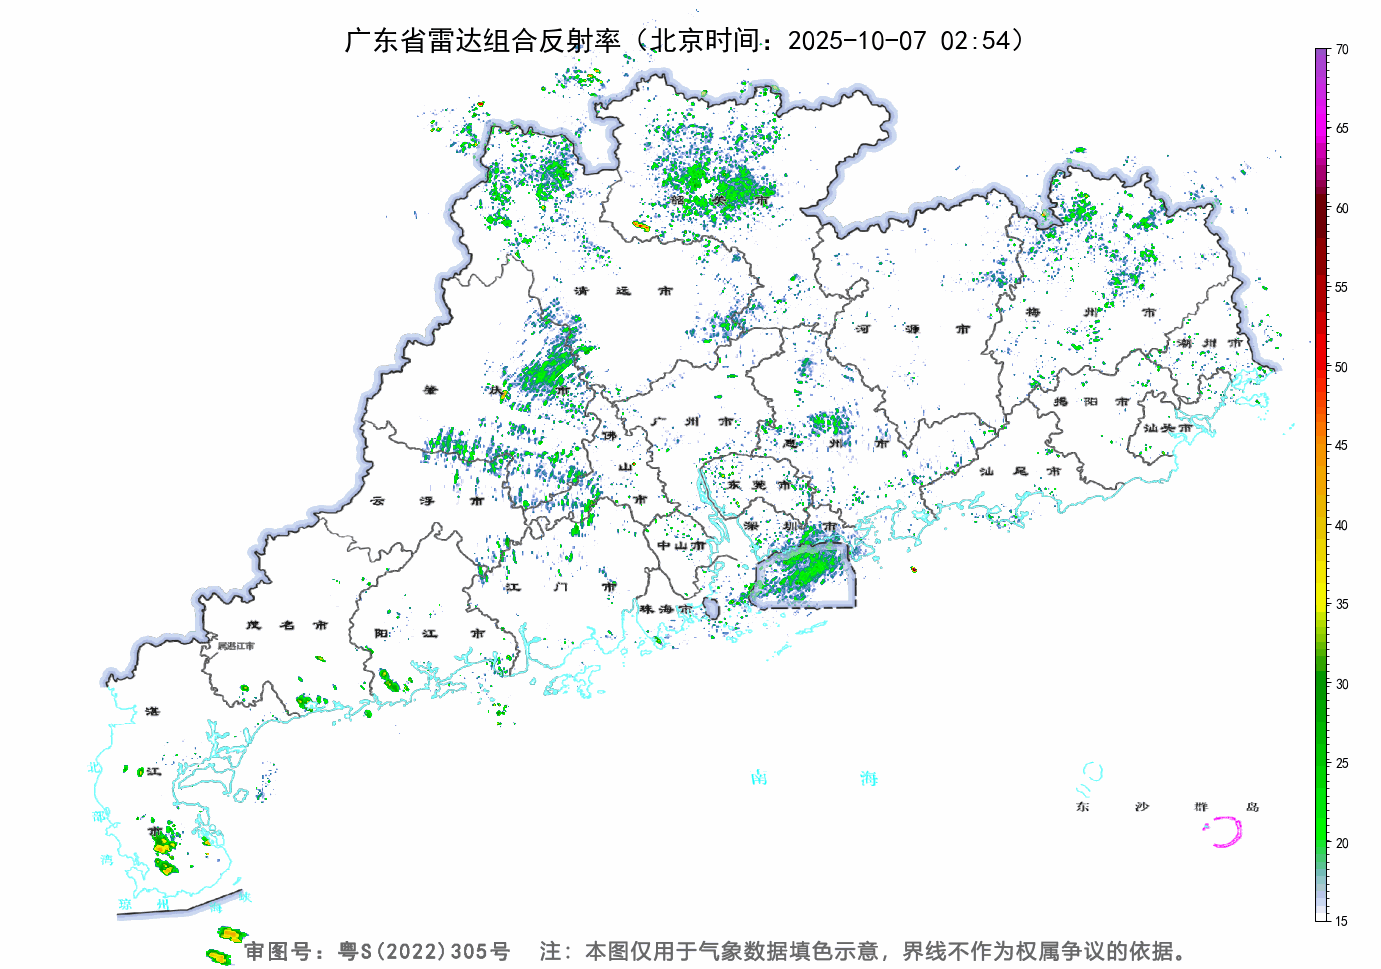 广东省雷达组合反射率（北京时间：2025-10-07 02:54）
70
65
60
55
50
45
40
35
30
25
20
15
韶关市
清远市
河源市
梅州市
潮州市
肇庆市
广州市
惠州市
揭阳市
汕头市
佛山市
云浮市
东莞市
汕尾市
深圳市
中山市
江门市
珠海市
茂名市
阳江市
属湛江市
湛江市
北部湾
琼州海峡
南海
东沙群岛
审图号：粤S(2022)305号 注：本图仅用于气象数据填色示意，界线不作为权属争议的依据。